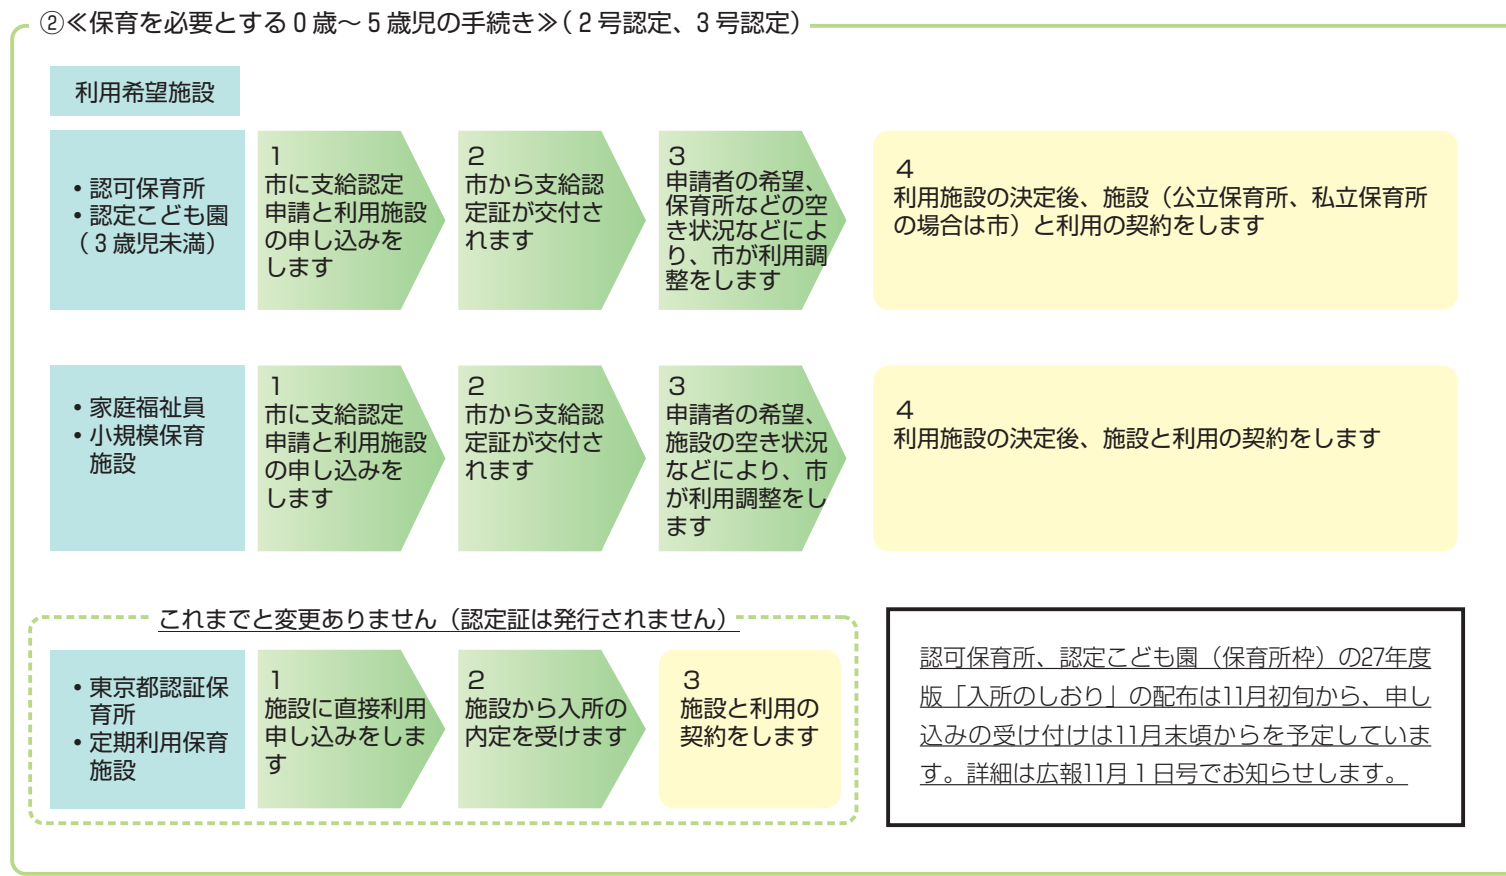 ②≪保育を必要とする0歳～5歳児の手続き≫(2号認定、3号認定)
利用希望施設
・認可保育所
・認定こども園
（3歳児未満）
1
市に支給認定
申請と利用施設
の申し込みを
します
2
市から支給認
定証が交付さ
れます
3
申請者の希望、
保育所などの空
き状況などによ
り、市が利用調
整をします
4
利用施設の決定後、施設（公立保育所、私立保育所
の場合は市）と利用の契約をします
・家庭福祉員
・小規模保育
施設
1
市に支給認定
申請と利用施設
の申し込みを
します
2
市から支給認
定証が交付さ
れます
3
申請者の希望、
施設の空き状況
などにより、市
が利用調整をし
ます
4
利用施設の決定後、施設と利用の契約をします
これまでと変更ありません（認定証は発行されません）
・東京都認証保
育所
・定期利用保育
施設
1
施設に直接利用
申し込みをしま
す
2
施設から入所の
内定を受けます
3
施設と利用の
契約をします
認可保育所、認定こども園（保育所枠）の27年度
版「入所のしおり」の配布は11月初旬から、申し
込みの受け付けは11月末頃からを予定していま
す。詳細は広報11月1日号でお知らせします。